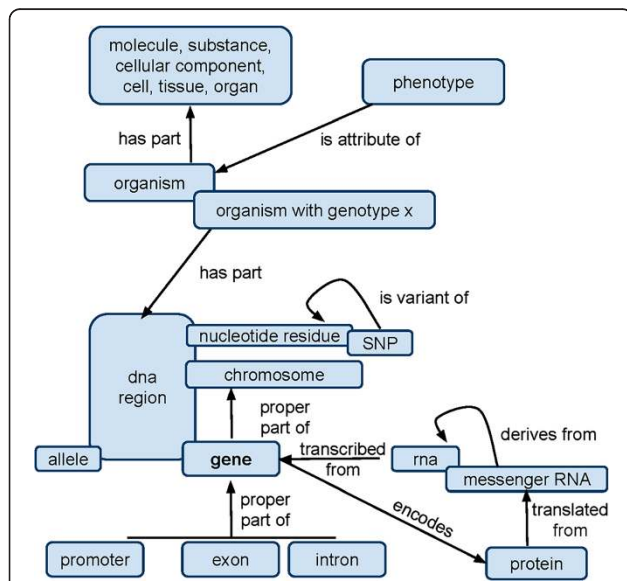 molecule, substance,
cellular component,
cell, tissue, organ
phenotype
has part
is attribute of
organism
organism with genotype x
has part
is variant of
nucleotide residue
SNP
dna
region
chromosome
proper
part of
transcribed
from
derives from
allele
gene
rna
messenger RNA
proper
part of
encodes
translated
from
promoter
exon
intron
protein